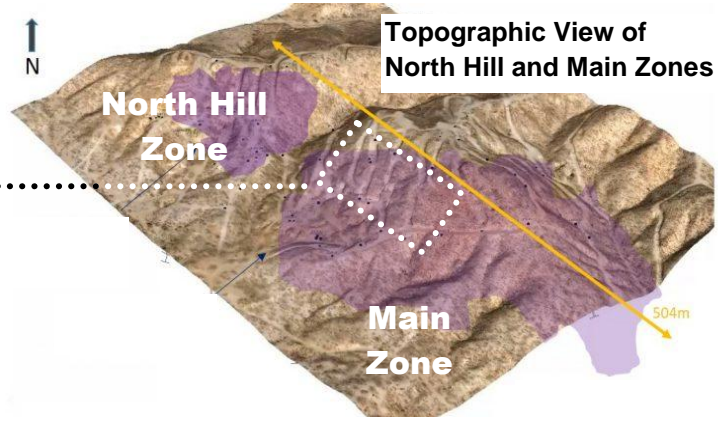 Topographic View of
North Hill and Main Zones
N
North Hill
Zone
Main
Zone
504m